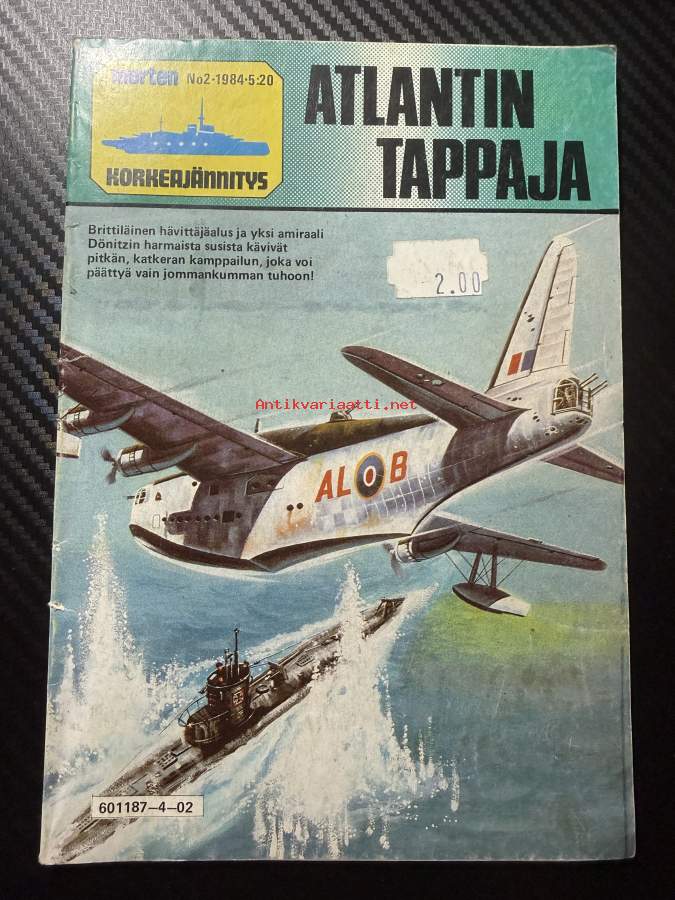 merten No2-1984-5:20
KORKEAJÄNNITYS
ATLANTIN
TAPPAJA
Brittiläinen hävittäjäalus ja yksi amiraali
Dönitzin harmaista susista kävivät
pitkän, katkeran kamppailun, joka voi
päättyä vain jommankumman tuhoon!
2.00
Antikvariaatti.net
AL B
601187-4-02